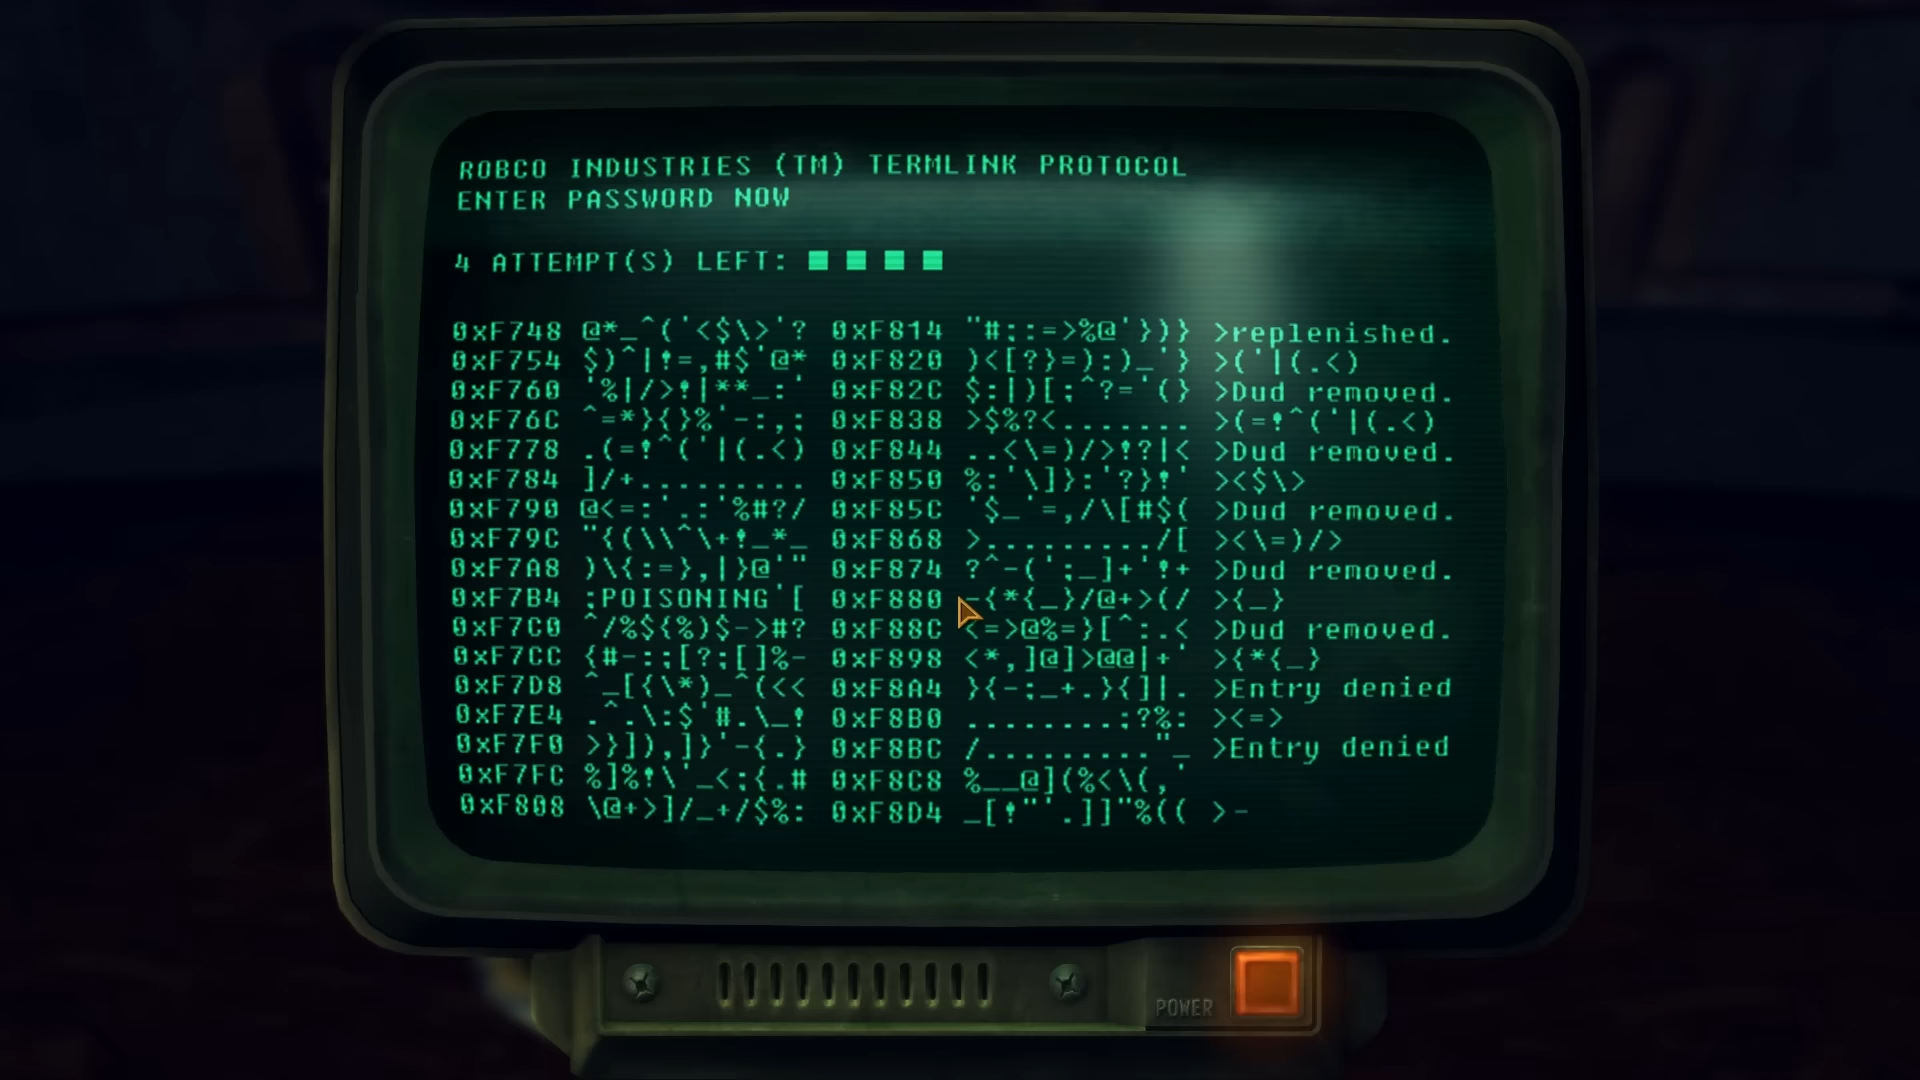 ROBCO INDUSTRIES (TM) TERMLINK PROTOCOL
ENTER PASSWORD NOW
4 ATTEMPT(S) LEFT: ■ ■ ■ ■
0xF748 @*_^('<$\>'? 0xF814 "#;:=>%@'})} >replenished.
0xF754 $)^|!=,#$'@* 0xF820 )<[?}=):)_'} >('|(.<)
0xF760 '%|/>!|**_:' 0xF82C $:|)[;^?='(} >Dud removed.
0xF76C ^=*}{}%'-:,; 0xF838 >$%?<....... >(=!^('|(.<)
0xF778 .(=!^('|(.<) 0xF844 ..<\=)/>!?|< >Dud removed.
0xF784 ]/+......... 0xF850 %:'\]}:'?}!' ><$\>
0xF790 @<=:'.:'%#?/ 0xF85C '$_'=,/\[#$( >Dud removed.
0xF79C "{(\\^\+!_*_ 0xF868 >........./[ ><\=)/>
0xF7A8 )\{:=},|}@'" 0xF874 ?^-(';_]+'!+ >Dud removed.
0xF7B4 ;POISONING'[ 0xF880 -{*{_}/@+>(/ >{_}
0xF7C0 ^/%${%)$->#? 0xF88C <=>@%=}[^:.< >Dud removed.
0xF7CC {#-:;[?;[]%- 0xF898 <*,]@]>@@|+' >{*{_}
0xF7D8 ^_[{\*)_^(<< 0xF8A4 }{-;_+.}{]|. >Entry denied
0xF7E4 .^.\:$'#.\_! 0xF8B0 ........;?%: ><=>
0xF7F0 >}]),]}'-{.} 0xF8BC /........."_ >Entry denied
0xF7FC %]%!\'_<;{.# 0xF8C8 %__@](%<\(,'
0xF808 \@+>]/_+/$%: 0xF8D4 _[!"'.]]"%(( >-
POWER